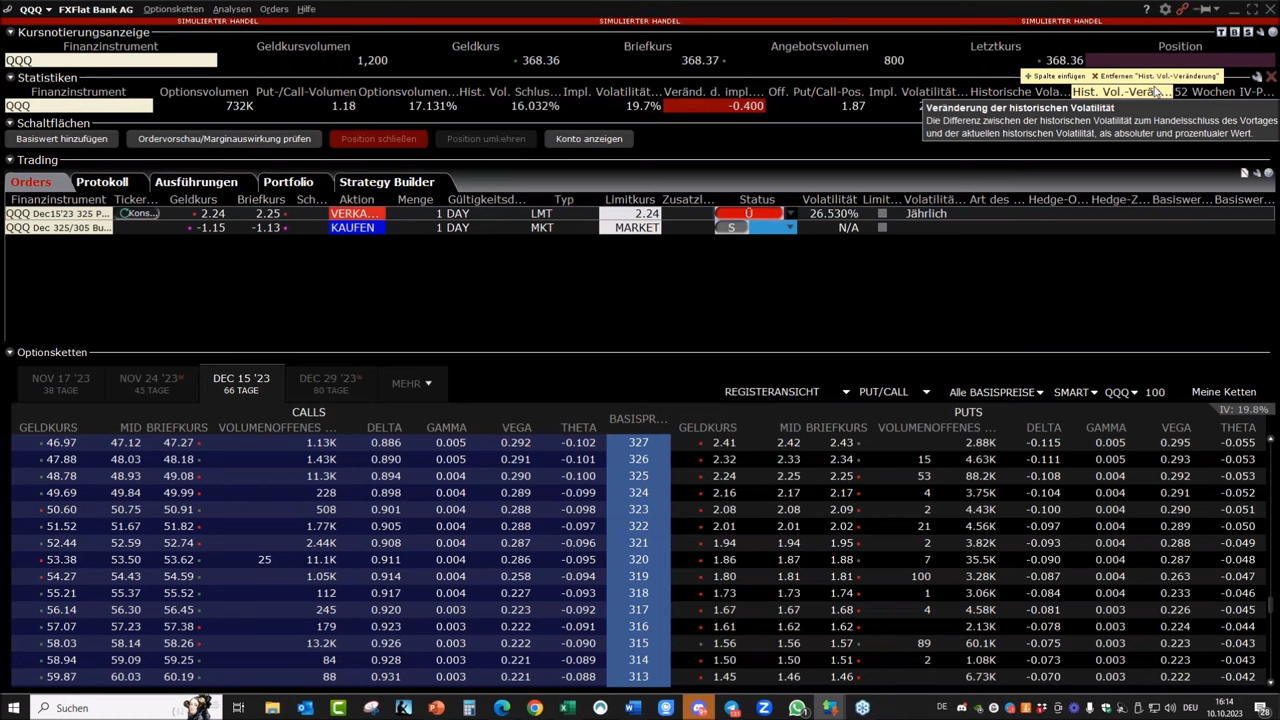 QQQ FXFlat Bank AG Optionsketten Analysen Orders Hilfe
SIMULIERTER HANDEL SIMULIERTER HANDEL SIMULIERTER HANDEL
Kursnotierungsanzeige
Finanzinstrument Geldkursvolumen Geldkurs Briefkurs Angebotsvolumen Letztkurs Position
QQQ 1,200 368.36 368.37 800 368.36
Spalte einfügen Entfernen "Hist. Vol.-Veränderung"
Statistiken
Finanzinstrument Optionsvolumen Put-/Call-Volumen Optionsvolumen... Hist. Vol. Schlus... Impl. Volatilität... Veränd. d. impl.... Off. Put/Call-Pos. Impl. Volatilität... Historische Vola... Hist. Vol.-Verä... 52 Wochen IV-P...
QQQ 732K 1.18 17.131% 16.032% 19.7% -0.400 1.87
Veränderung der historischen Volatilität
Die Differenz zwischen der historischen Volatilität zum Handelsschluss des Vortages
und der aktuellen historischen Volatilität, als absoluter und prozentualer Wert.
Schaltflächen
Basiswert hinzufügen Ordervorschau/Marginauswirkung prüfen Position schließen Position umkehren Konto anzeigen
Trading
Orders Protokoll Ausführungen Portfolio Strategy Builder
Finanzinstrument Ticker... Geldkurs Briefkurs Sch... Aktion Menge Gültigkeitsd... Typ Limitkurs Zusatzl... Status Volatilität Limit... Volatilitä... Art des ... Hedge-O... Hedge-Z... Basiswer... Basiswer...
QQQ Dec15'23 325 P... Kons... 2.24 2.25 VERKA... 1 DAY LMT 2.24 Ü 26.530% Jährlich
QQQ Dec 325/305 Bu... -1.15 -1.13 KAUFEN 1 DAY MKT MARKET S N/A
Optionsketten
NOV 17 '23 NOV 24 '23 DEC 15 '23 DEC 29 '23 MEHR
38 TAGE 45 TAGE 66 TAGE 80 TAGE
REGISTERANSICHT PUT/CALL Alle BASISPREISE SMART QQQ 100 Meine Ketten
CALLS PUTS IV: 19.8%
GELDKURS MID BRIEFKURS VOLUMEN OFFENES ... DELTA GAMMA VEGA THETA BASISPR... GELDKURS MID BRIEFKURS VOLUMEN OFFENES ... DELTA GAMMA VEGA THETA
46.97 47.12 47.27 1.13K 0.886 0.005 0.292 -0.102 327 2.41 2.42 2.43 2.88K -0.115 0.005 0.295 -0.055
47.88 48.03 48.18 1.43K 0.890 0.005 0.291 -0.101 326 2.32 2.33 2.34 15 4.63K -0.111 0.005 0.293 -0.053
48.78 48.93 49.08 11.3K 0.894 0.005 0.290 -0.100 325 2.24 2.25 2.25 53 88.2K -0.108 0.005 0.292 -0.053
49.69 49.84 49.99 228 0.898 0.004 0.289 -0.099 324 2.16 2.17 2.17 4 3.75K -0.104 0.005 0.291 -0.052
50.60 50.75 50.91 508 0.901 0.004 0.288 -0.099 323 2.08 2.09 2.09 2 4.43K -0.100 0.005 0.290 -0.051
51.52 51.67 51.82 1.77K 0.905 0.004 0.288 -0.097 322 2.01 2.01 2.02 21 4.56K -0.097 0.004 0.289 -0.050
52.44 52.59 52.74 2.44K 0.908 0.004 0.287 -0.096 321 1.94 1.94 1.95 2 3.82K -0.093 0.004 0.288 -0.049
53.38 53.50 53.62 25 11.1K 0.911 0.004 0.286 -0.095 320 1.86 1.87 1.88 7 35.5K -0.090 0.004 0.287 -0.048
54.27 54.43 54.59 1.05K 0.914 0.004 0.258 -0.094 319 1.80 1.81 1.81 100 3.28K -0.087 0.004 0.263 -0.047
55.21 55.37 55.52 112 0.917 0.004 0.223 -0.093 318 1.73 1.73 1.74 1 3.06K -0.084 0.004 0.228 -0.046
56.14 56.30 56.45 245 0.920 0.003 0.223 -0.092 317 1.67 1.67 1.68 4 4.58K -0.081 0.003 0.226 -0.045
57.07 57.23 57.38 179 0.923 0.003 0.222 -0.091 316 1.61 1.62 1.62 2.13K -0.078 0.003 0.224 -0.044
58.03 58.14 58.26 13.2K 0.926 0.003 0.222 -0.090 315 1.56 1.56 1.57 89 60.1K -0.075 0.003 0.223 -0.043
58.94 59.09 59.25 84 0.928 0.003 0.221 -0.089 314 1.50 1.50 1.51 2 1.08K -0.073 0.003 0.223 -0.043
59.87 60.03 60.19 88 0.931 0.003 0.221 -0.088 313 1.45 1.46 1.46 6.73K -0.070 0.003 0.222 -0.042
Suchen DE DEU 16:14
10.10.2023 28